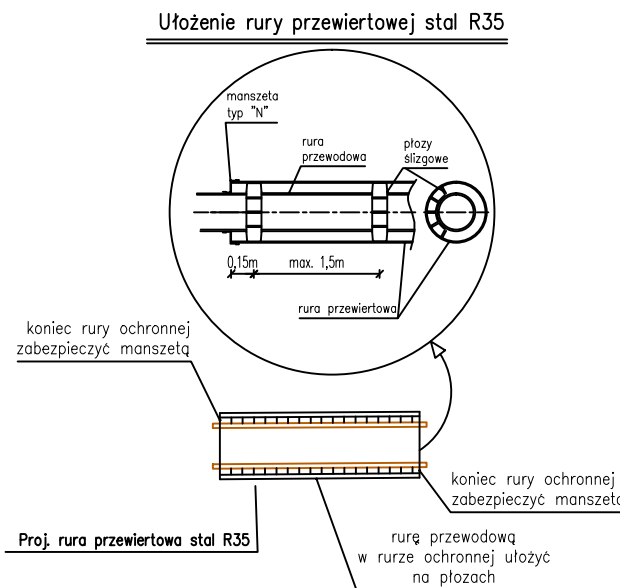 Ułożenie rury przewiertowej stal R35
manszeta
typ "N"
rura
przewodowa
płozy
ślizgowe
0,15m
max. 1,5m
rura przewiertowa
koniec rury ochronnej
zabezpieczyć manszetą
koniec rury ochronnej
zabezpieczyć manszetą
Proj. rura przewiertowa stal R35
rurę przewodową
w rurze ochronnej ułożyć
na płozach